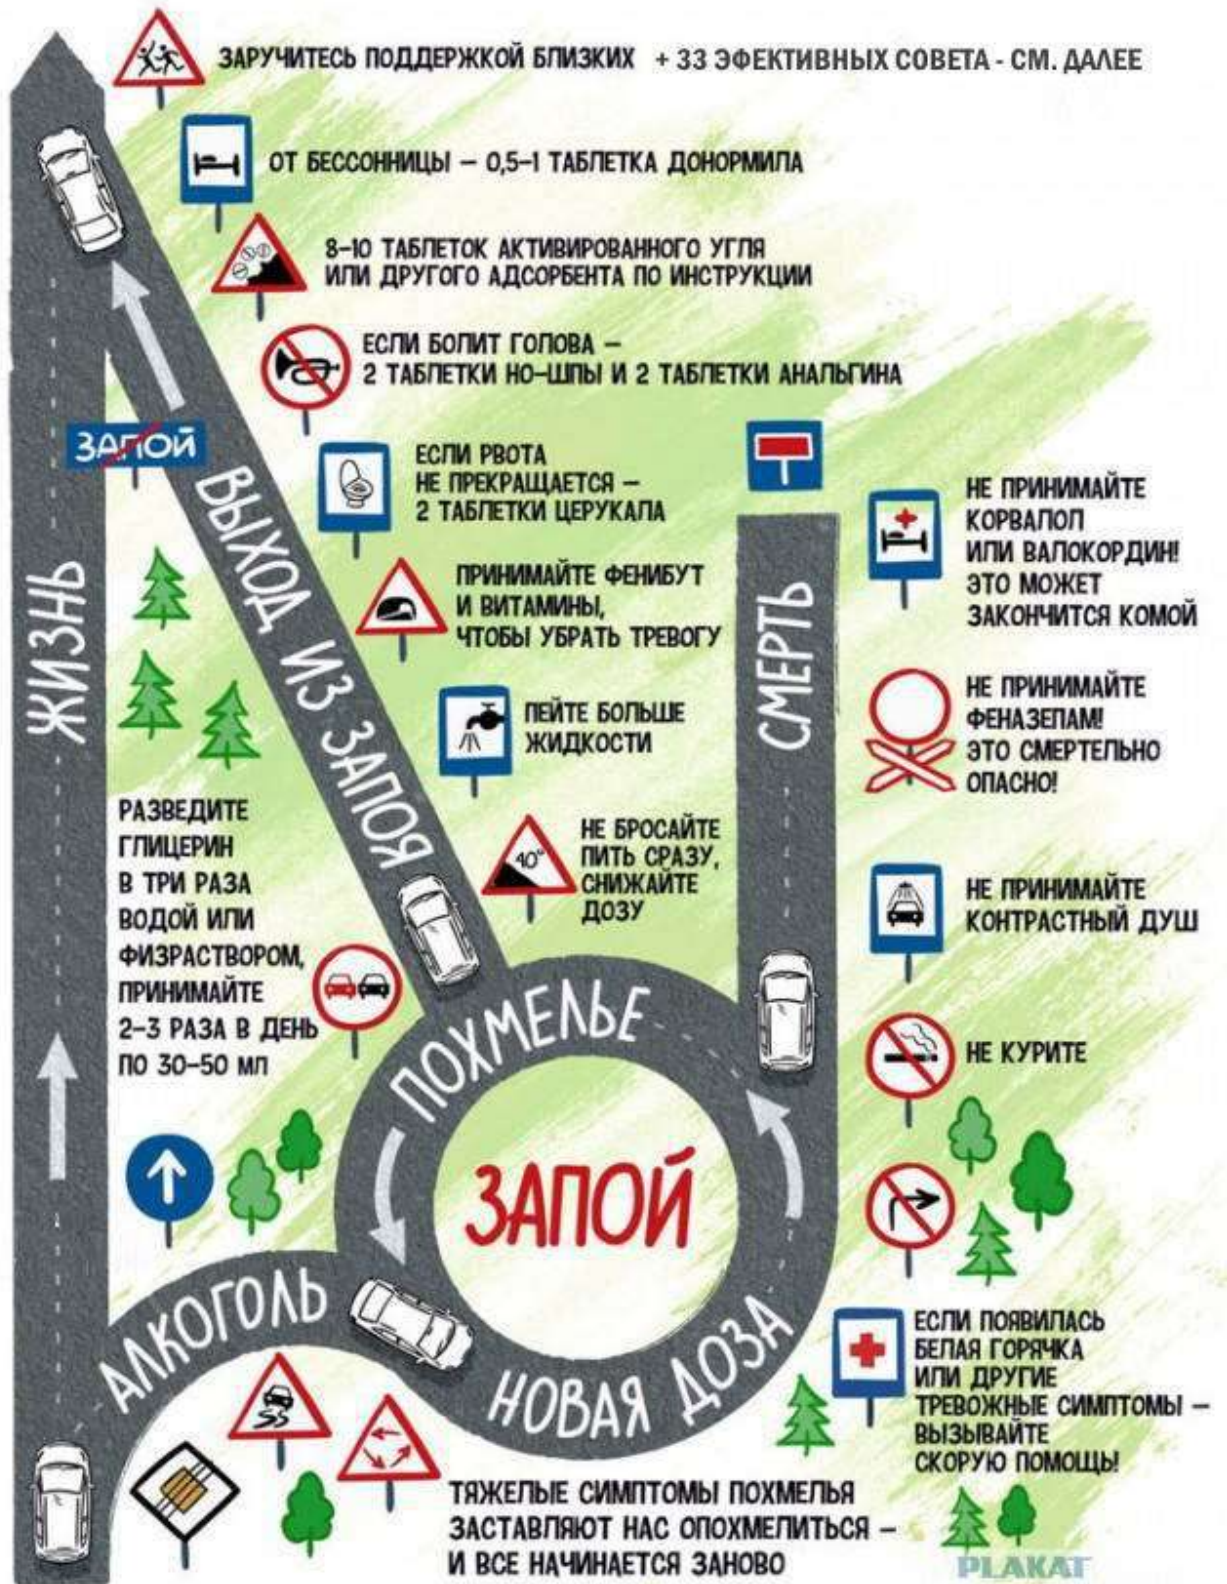 ЗАРУЧИТЕСЬ ПОДДЕРЖКОЙ БЛИЗКИХ + 33 ЭФЕКТИВНЫХ СОВЕТА - СМ. ДАЛЕЕ
ОТ БЕССОННИЦЫ – 0,5–1 ТАБЛЕТКА ДОНОРМИЛА
8–10 ТАБЛЕТОК АКТИВИРОВАННОГО УГЛЯ
ИЛИ ДРУГОГО АДСОРБЕНТА ПО ИНСТРУКЦИИ
ЕСЛИ БОЛИТ ГОЛОВА –
2 ТАБЛЕТКИ НО-ШПЫ И 2 ТАБЛЕТКИ АНАЛЬГИНА
ЗАПОЙ
ЕСЛИ РВОТА
НЕ ПРЕКРАЩАЕТСЯ –
2 ТАБЛЕТКИ ЦЕРУКАЛА
ПРИНИМАЙТЕ ФЕНИБУТ
И ВИТАМИНЫ,
ЧТОБЫ УБРАТЬ ТРЕВОГУ
ПЕЙТЕ БОЛЬШЕ
ЖИДКОСТИ
40°
НЕ БРОСАЙТЕ
ПИТЬ СРАЗУ,
СНИЖАЙТЕ
ДОЗУ
ЖИЗНЬ
ВЫХОД ИЗ ЗАПОЯ
СМЕРТЬ
НЕ ПРИНИМАЙТЕ
КОРВАЛОЛ
ИЛИ ВАЛОКОРДИН!
ЭТО МОЖЕТ
ЗАКОНЧИТСЯ КОМОЙ
НЕ ПРИНИМАЙТЕ
ФЕНАЗЕПАМ!
ЭТО СМЕРТЕЛЬНО
ОПАСНО!
НЕ ПРИНИМАЙТЕ
КОНТРАСТНЫЙ ДУШ
НЕ КУРИТЕ
РАЗВЕДИТЕ
ГЛИЦЕРИН
В ТРИ РАЗА
ВОДОЙ ИЛИ
ФИЗРАСТВОРОМ,
ПРИНИМАЙТЕ
2–3 РАЗА В ДЕНЬ
ПО 30–50 МЛ
ПОХМЕЛЬЕ
ЗАПОЙ
АЛКОГОЛЬ
НОВАЯ ДОЗА
ЕСЛИ ПОЯВИЛАСЬ
БЕЛАЯ ГОРЯЧКА
ИЛИ ДРУГИЕ
ТРЕВОЖНЫЕ СИМПТОМЫ –
ВЫЗЫВАЙТЕ
СКОРУЮ ПОМОЩЬ!
ТЯЖЕЛЫЕ СИМПТОМЫ ПОХМЕЛЬЯ
ЗАСТАВЛЯЮТ НАС ОПОХМЕЛИТЬСЯ –
И ВСЕ НАЧИНАЕТСЯ ЗАНОВО
PLAKAT